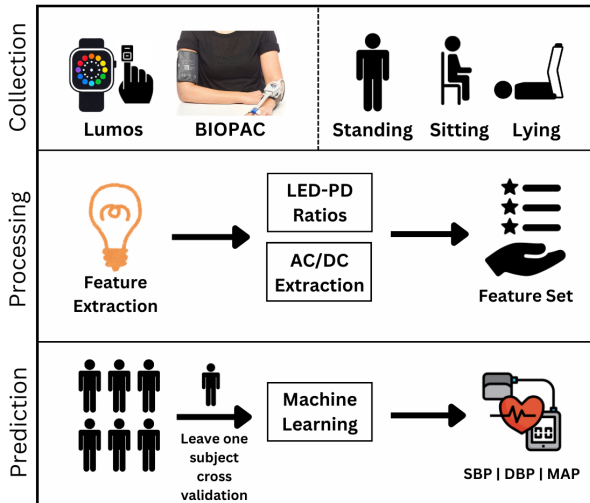 Collection
Lumos
BIOPAC
Standing
Sitting
Lying
Processing
Feature
Extraction
LED-PD
Ratios
AC/DC
Extraction
Feature Set
Prediction
Leave one
subject
cross
validation
Machine
Learning
00
SBP | DBP | MAP